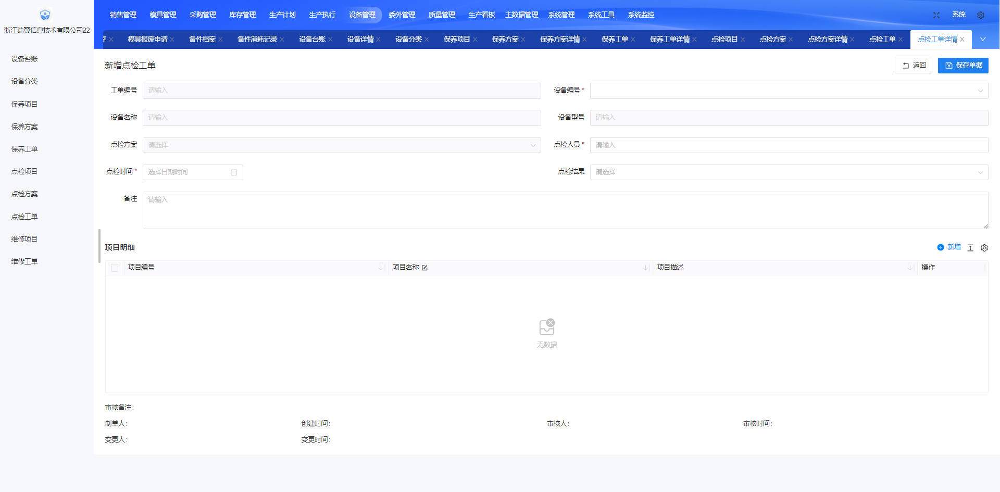 浙江瑞翼信息技术有限公司22
销售管理 模具管理 采购管理 库存管理 生产计划 生产执行 设备管理 委外管理 质量管理 生产看板 主数据管理 系统管理 系统工具 系统监控 系统
模具报废申请 备件档案 备件消耗记录 设备台账 设备详情 设备分类 保养项目 保养方案 保养方案详情 保养工单 保养工单详情 点检项目 点检方案 点检方案详情 点检工单 点检工单详情
设备台账
设备分类
保养项目
保养方案
保养工单
点检项目
点检方案
点检工单
维修项目
维修工单
新增点检工单 返回 保存单据
工单编号 请输入 设备编号 *
设备名称 请输入 设备型号 请输入
点检方案 请选择 点检人员 * 请输入
点检时间 * 选择日期时间 点检结果 请选择
备注 请输入
项目明细 新增
项目编号 项目名称 项目描述 操作
无数据
审核备注:
制单人: 创建时间: 审核人: 审核时间:
变更人: 变更时间: